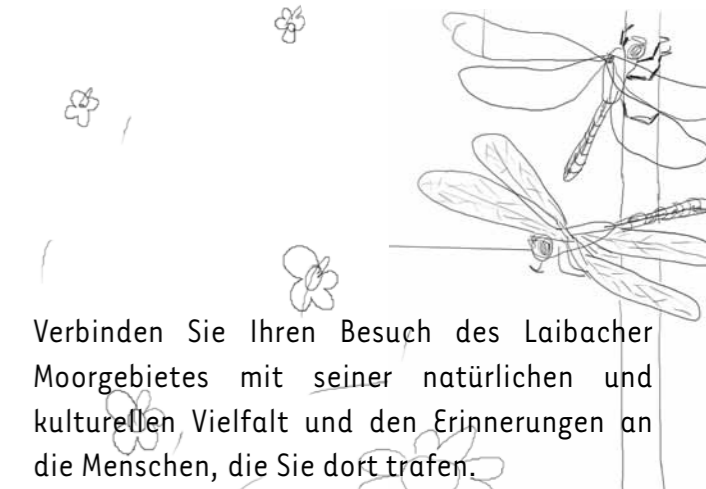 Verbinden Sie Ihren Besuch des Laibacher
Moorgebietes mit seiner natürlichen und
kulturellen Vielfalt und den Erinnerungen an
die Menschen, die Sie dort trafen.